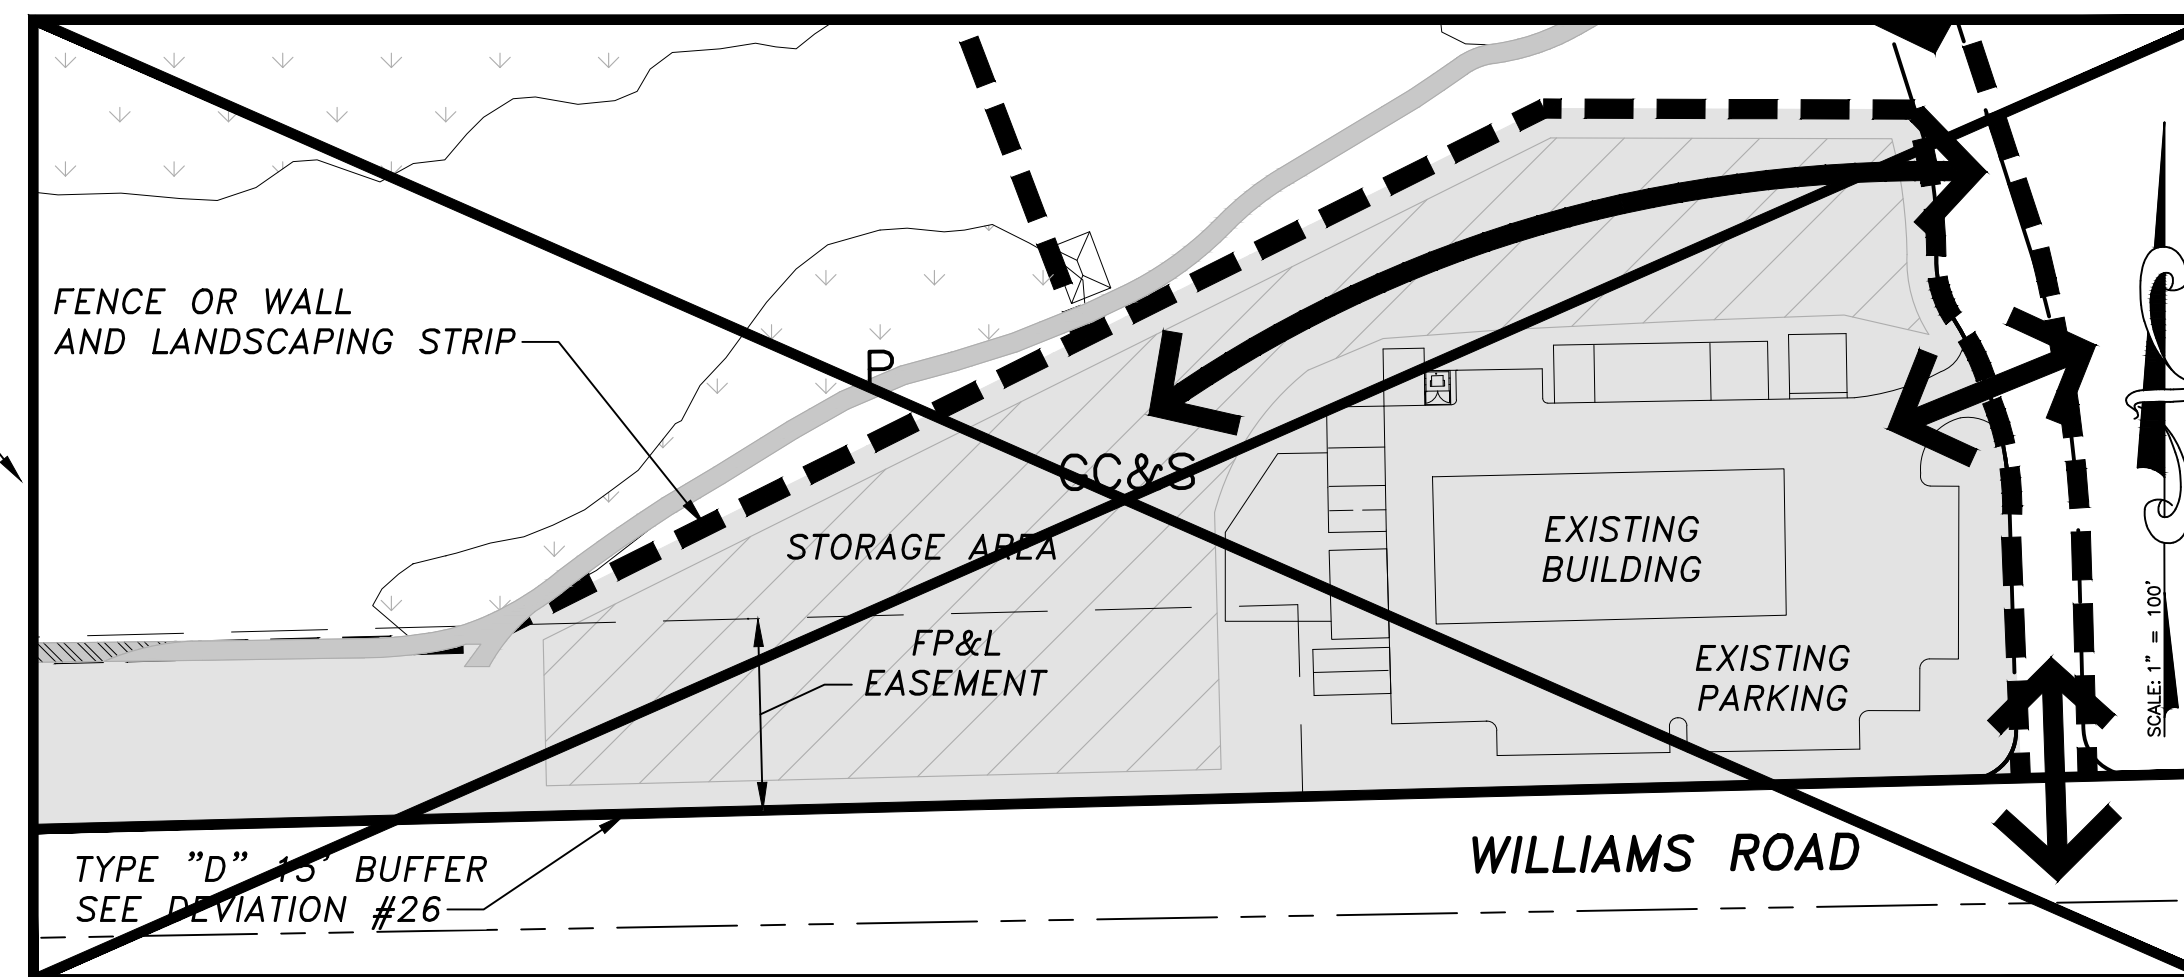 FENCE OR WALL
AND LANDSCAPING STRIP
P
CC&S
STORAGE AREA
FP&L
EASEMENT
EXISTING
BUILDING
EXISTING
PARKING
SCALE: 1" = 100'
WILLIAMS ROAD
TYPE "D" 15' BUFFER
SEE DEVIATION #26